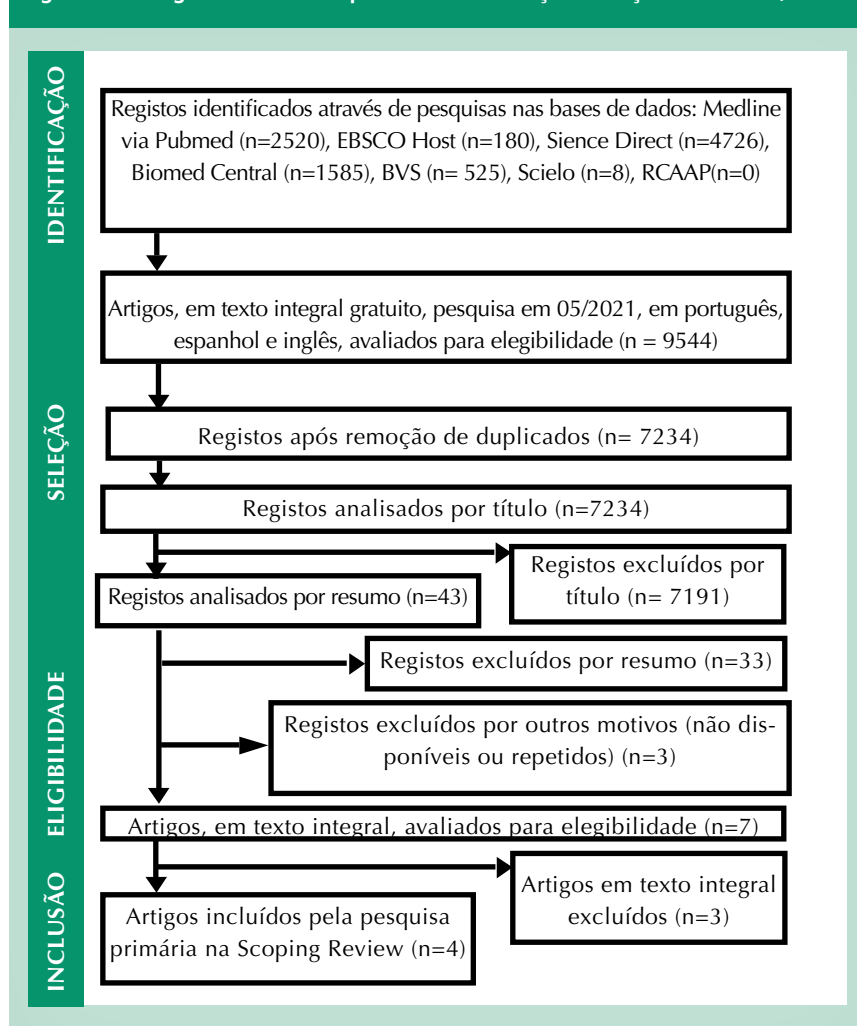 IDENTIFICAÇÃO
Registos identificados através de pesquisas nas bases de dados: Medline
via Pubmed (n=2520), EBSCO Host (n=180), Sience Direct (n=4726),
Biomed Central (n=1585), BVS (n= 525), Scielo (n=8), RCAAP(n=0)
Artigos, em texto integral gratuito, pesquisa em 05/2021, em português,
espanhol e inglês, avaliados para elegibilidade (n = 9544)
SELEÇÃO
Registos após remoção de duplicados (n= 7234)
Registos analisados por título (n=7234)
Registos excluídos por
título (n= 7191)
Registos analisados por resumo (n=43)
ELIGIBILIDADE
Registos excluídos por resumo (n=33)
Registos excluídos por outros motivos (não dis-
poníveis ou repetidos) (n=3)
Artigos, em texto integral, avaliados para elegibilidade (n=7)
INCLUSÃO
Artigos em texto integral
excluídos (n=3)
Artigos incluídos pela pesquisa
primária na Scoping Review (n=4)